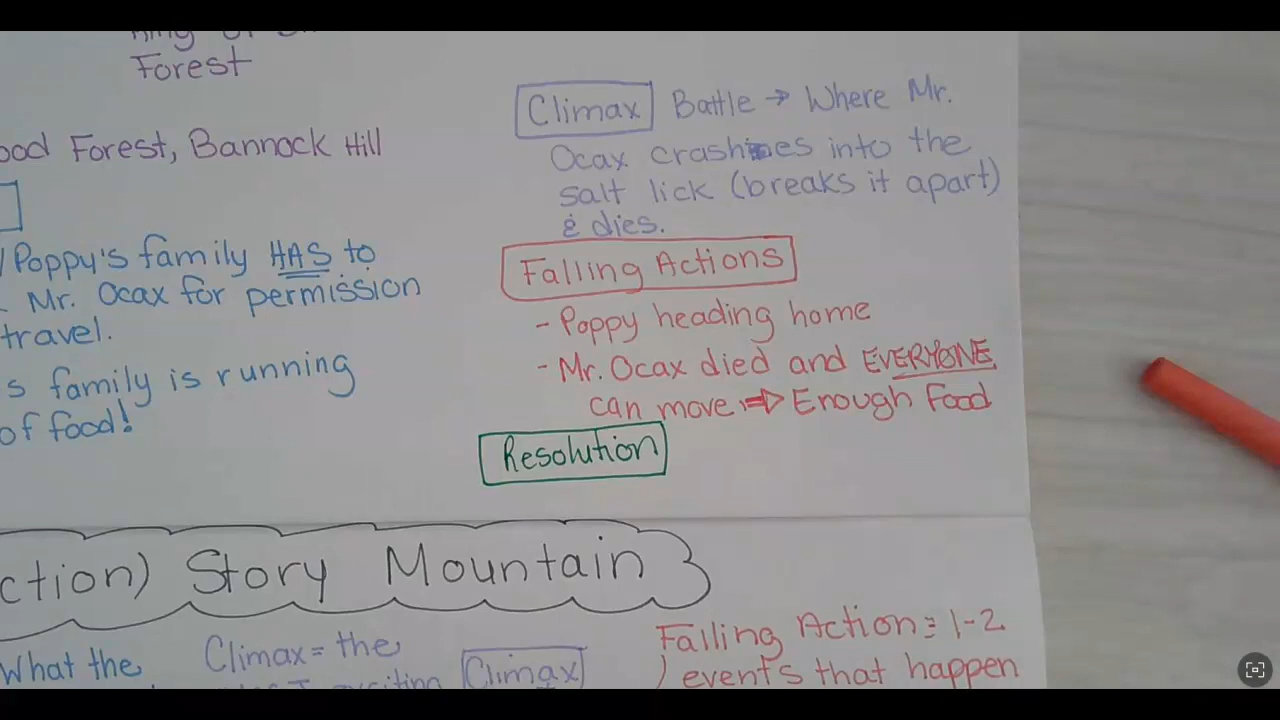 Forest
ood Forest, Bannock Hill
/Poppy's family HAS to
Mr. Ocax for permission
travel.
s family is running
of food!
Climax Battle → Where Mr.
Ocax crashes into the
salt lick (breaks it apart)
& dies.
Falling Actions
- Poppy heading home
- Mr. Ocax died and EVERYONE
can move ⇒ Enough Food
Resolution
ction) Story Mountain
What the
Climax = the
Climax
Falling Action: 1-2
events that happen